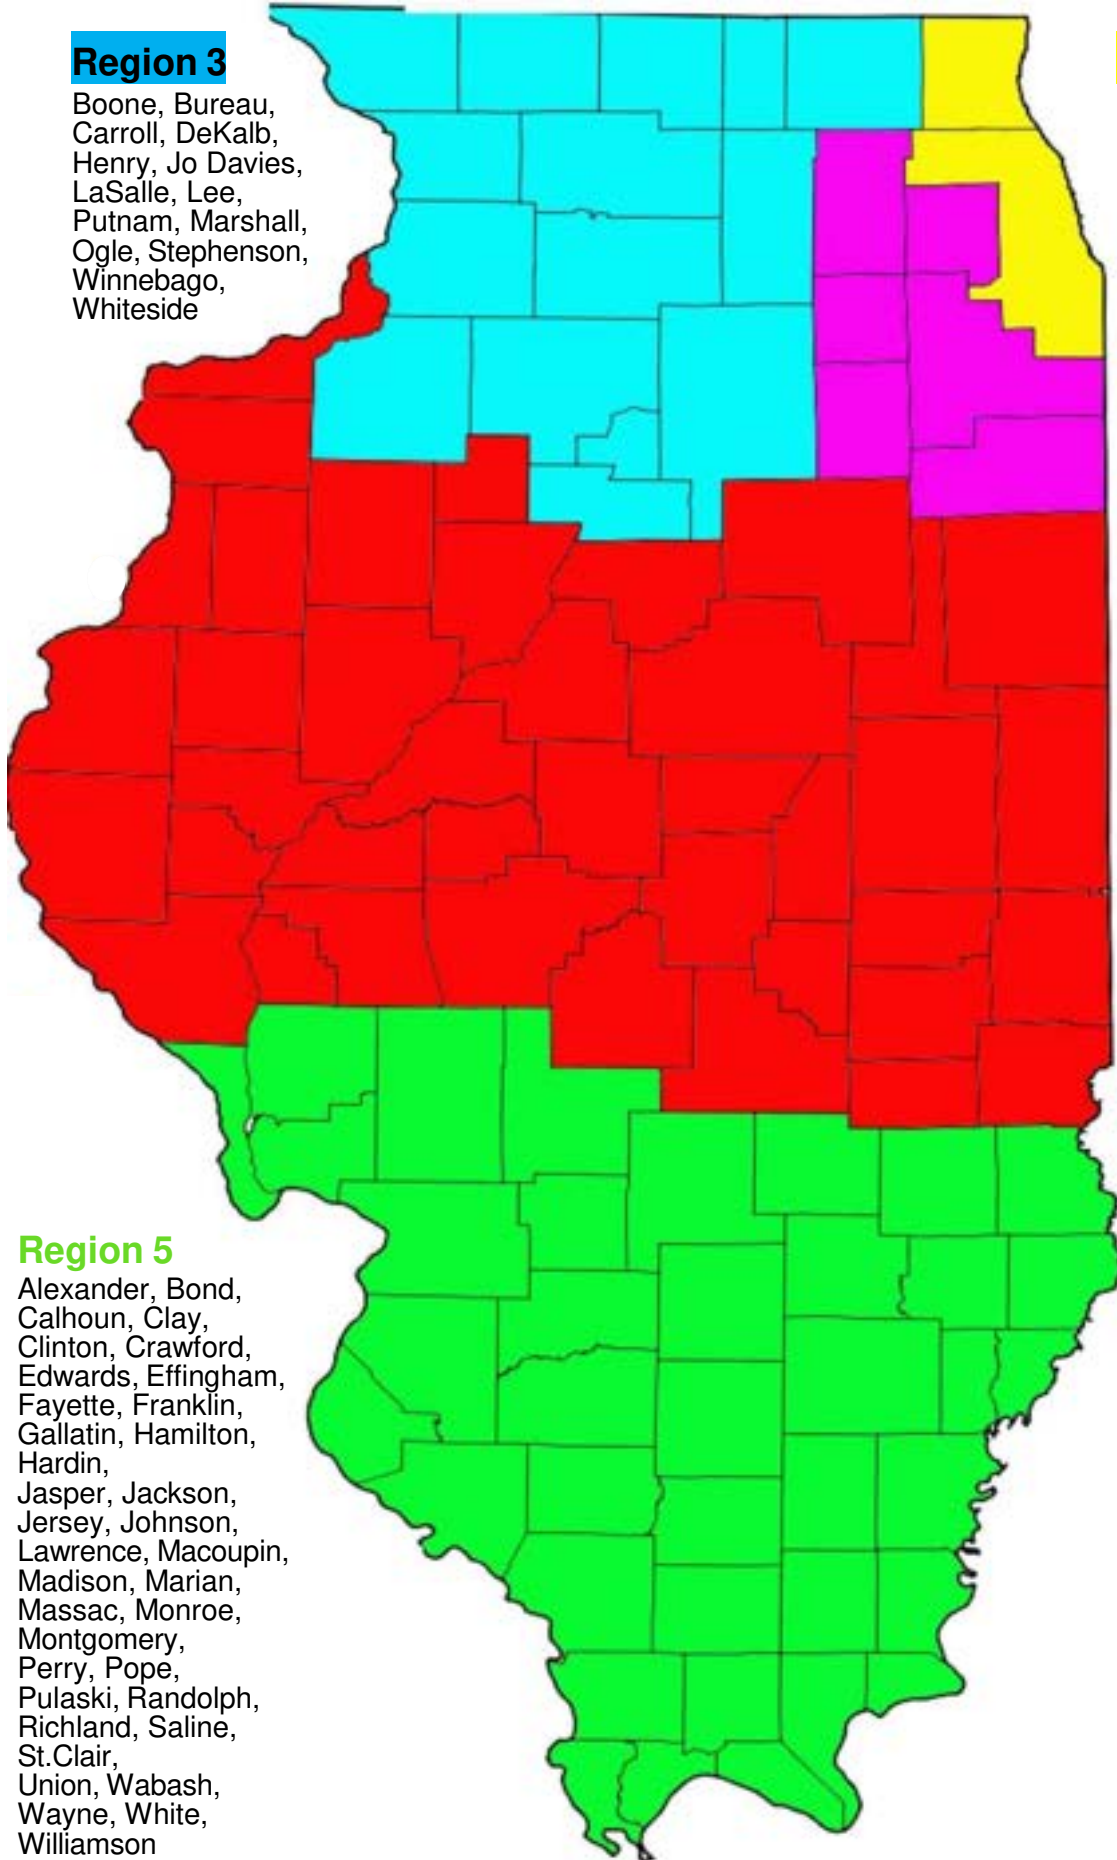 Region 3
Boone, Bureau,
Carroll, DeKalb,
Henry, Jo Davies,
LaSalle, Lee,
Putnam, Marshall,
Ogle, Stephenson,
Winnebago,
Whiteside
Region 5
Alexander, Bond,
Calhoun, Clay,
Clinton, Crawford,
Edwards, Effingham,
Fayette, Franklin,
Gallatin, Hamilton,
Hardin,
Jasper, Jackson,
Jersey, Johnson,
Lawrence, Macoupin,
Madison, Marian,
Massac, Monroe,
Montgomery,
Perry, Pope,
Pulaski, Randolph,
Richland, Saline,
St.Clair,
Union, Wabash,
Wayne, White,
Williamson